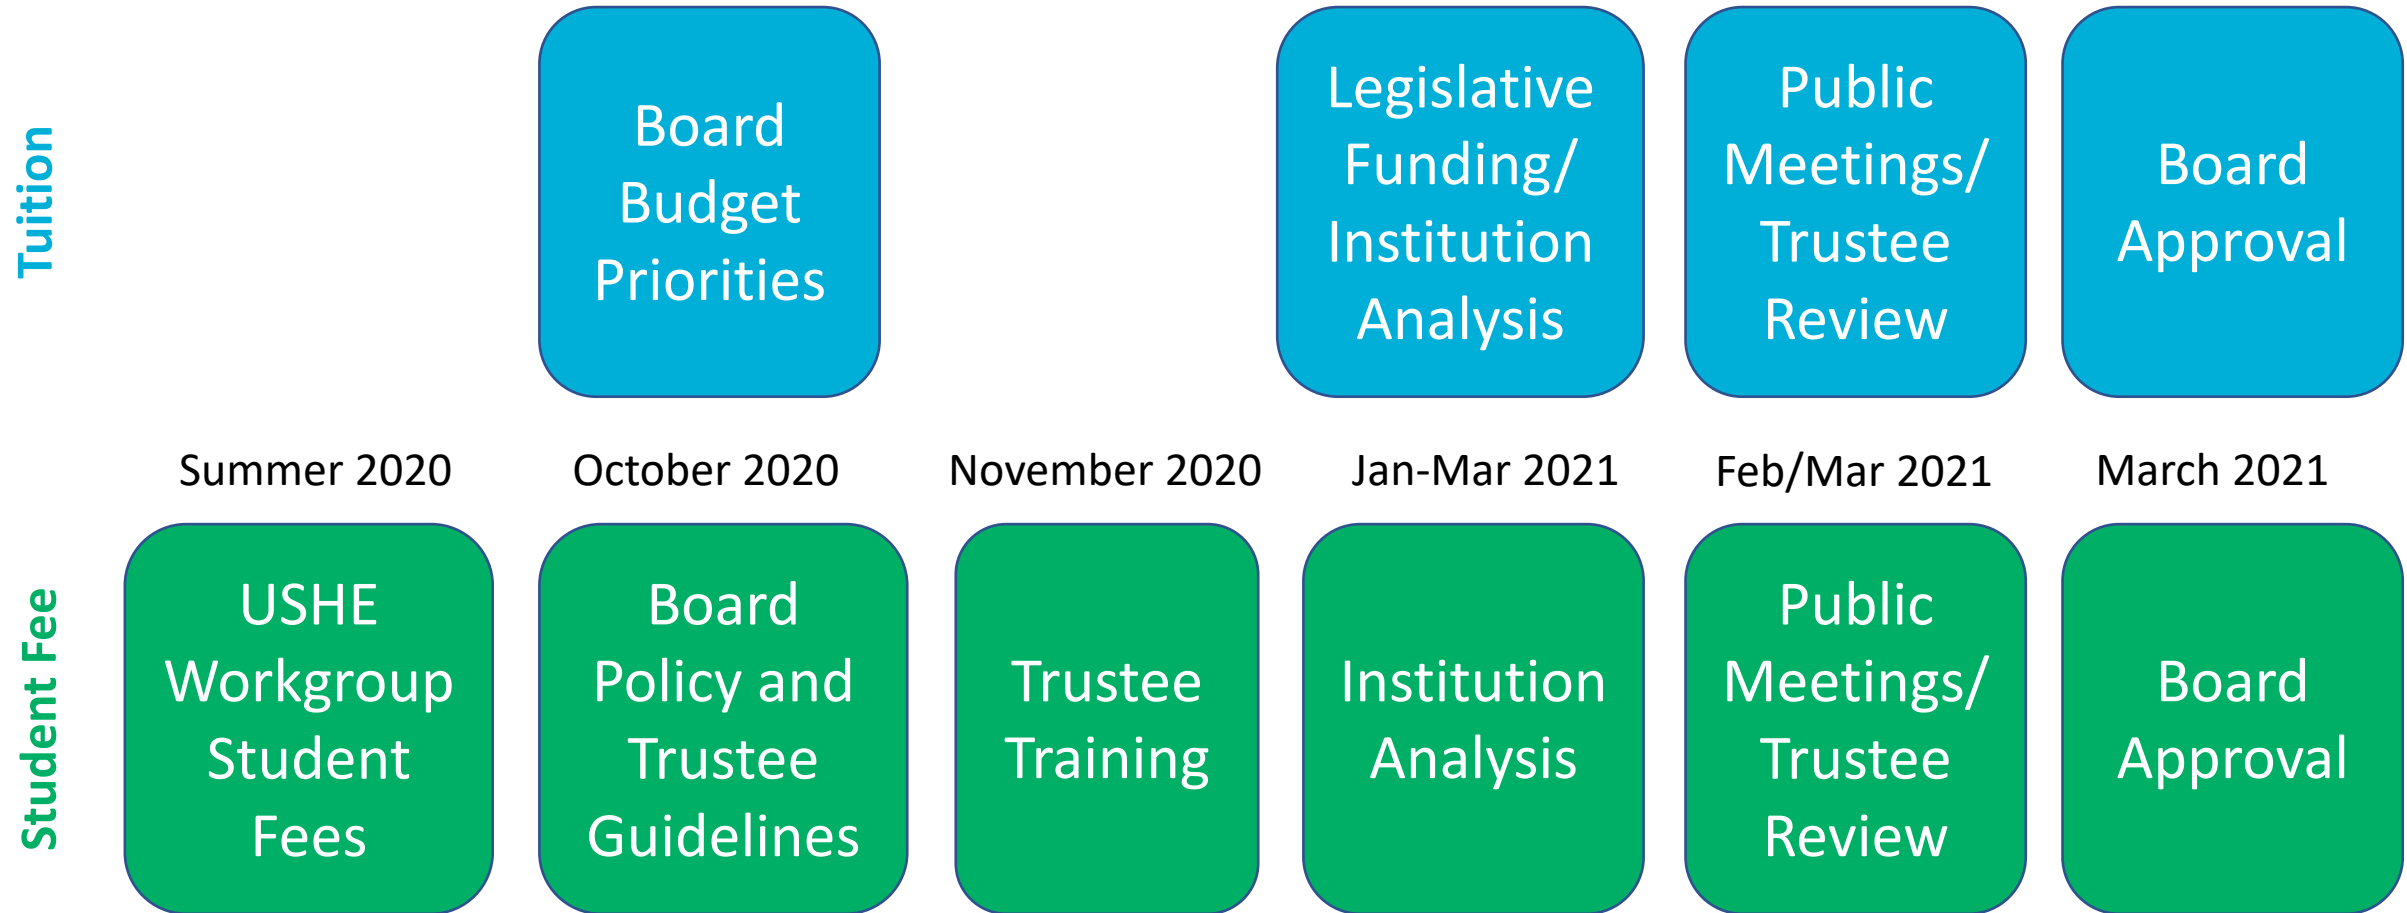 Tuition
Board
Budget
Priorities
Legislative
Funding/
Institution
Analysis
Public
Meetings/
Trustee
Review
Board
Approval
Summer 2020
October 2020
November 2020
Jan-Mar 2021
Feb/Mar 2021
March 2021
Student Fee
USHE
Workgroup
Student
Fees
Board
Policy and
Trustee
Guidelines
Trustee
Training
Institution
Analysis
Public
Meetings/
Trustee
Review
Board
Approval